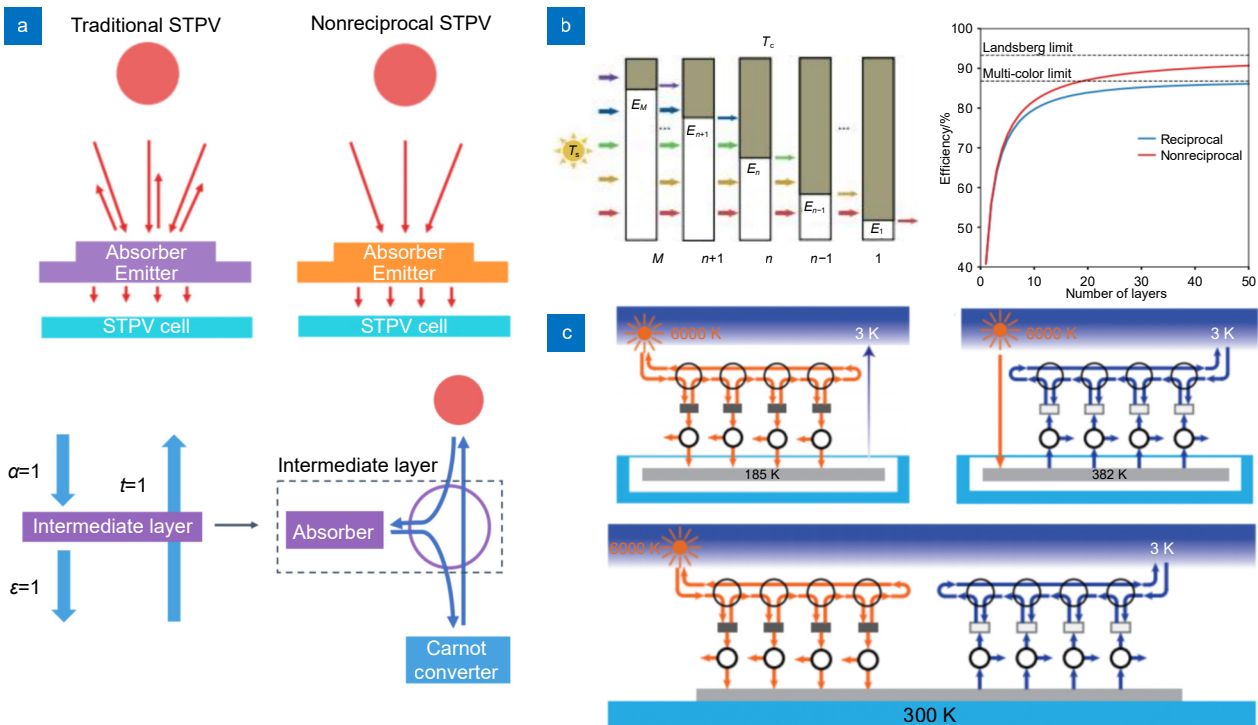 a
Traditional STPV
Nonreciprocal STPV
Absorber
Emitter
STPV cell
Absorber
Emitter
STPV cell
α=1
t=1
Intermediate layer
ε=1
Intermediate layer
Absorber
Carnot
converter
b
Tc
Ts
EM
...
En+1
En
...
En−1
E1
M
n+1
n
n−1
1
Efficiency/%
100
90
80
70
60
50
40
Landsberg limit
Multi-color limit
Reciprocal
Nonreciprocal
0
10
20
30
40
50
Number of layers
c
6000 K
3 K
185 K
6000 K
3 K
382 K
6000 K
3 K
300 K